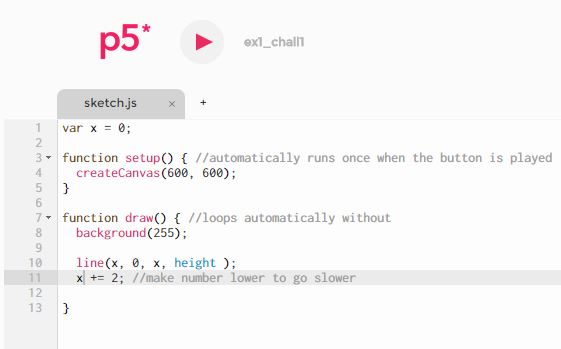 p5*
ex1_chall1
sketch.js × +
1 var x = 0;
2
3 function setup() { //automatically runs once when the button is played
4 createCanvas(600, 600);
5 }
6
7 function draw() { //loops automatically without
8 background(255);
9
10 line(x, 0, x, height );
11 x += 2; //make number lower to go slower
12
13 }